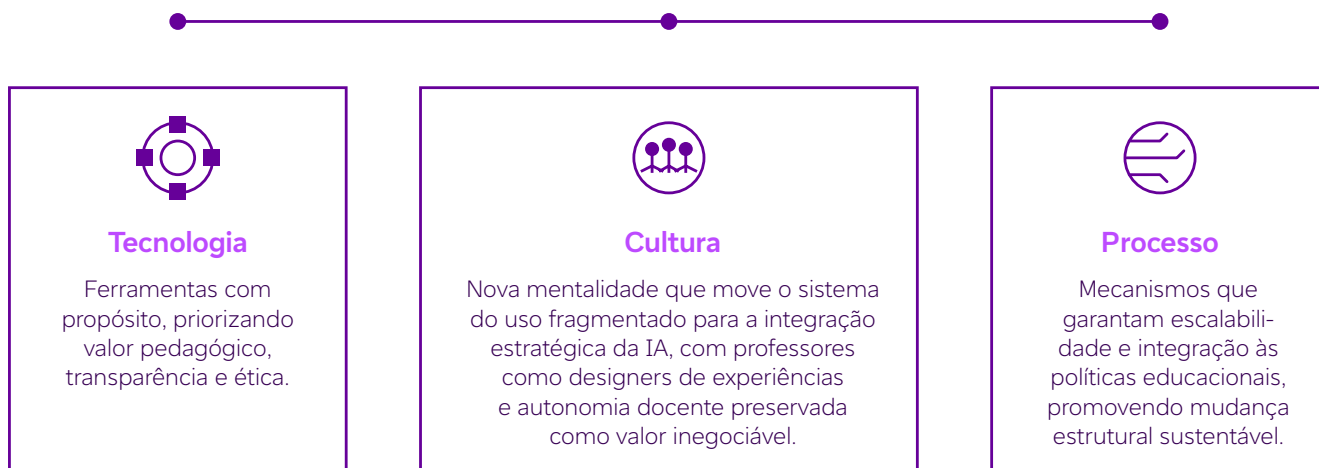 Tecnologia
Ferramentas com
propósito, priorizando
valor pedagógico,
transparência e ética.
Cultura
Nova mentalidade que move o sistema
do uso fragmentado para a integração
estratégica da IA, com professores
como designers de experiências
e autonomia docente preservada
como valor inegociável.
Processo
Mecanismos que
garantam escalabili-
dade e integração às
políticas educacionais,
promovendo mudança
estrutural sustentável.